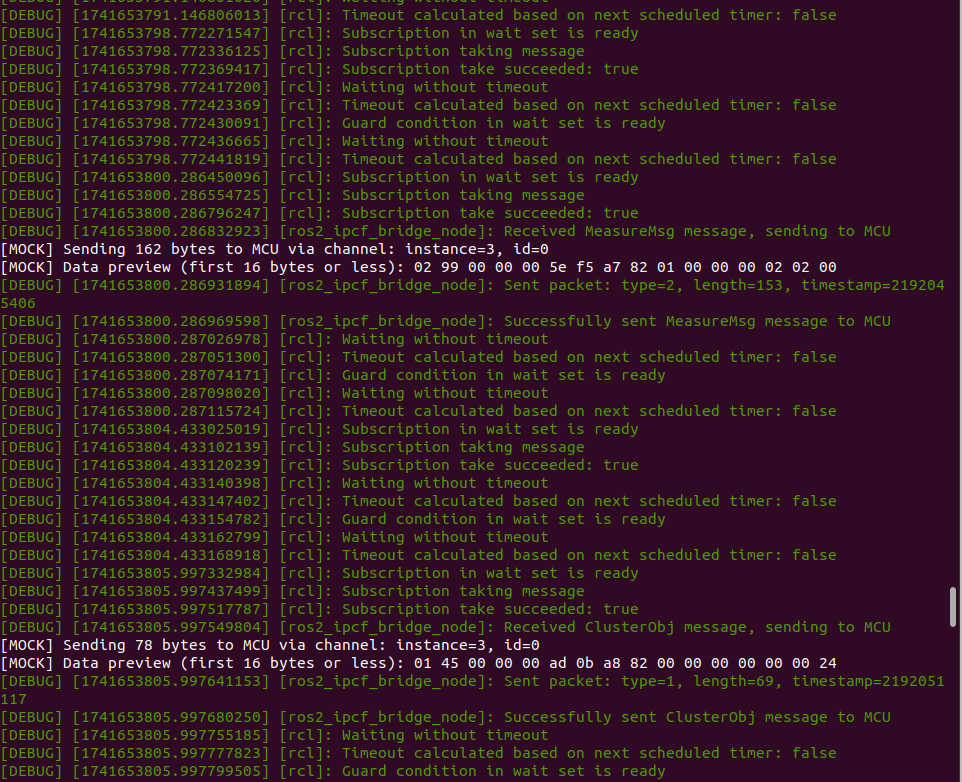 [DEBUG] [1741653791.146806013] [rcl]: Timeout calculated based on next scheduled timer: false
[DEBUG] [1741653798.772271547] [rcl]: Subscription in wait set is ready
[DEBUG] [1741653798.772336125] [rcl]: Subscription taking message
[DEBUG] [1741653798.772369417] [rcl]: Subscription take succeeded: true
[DEBUG] [1741653798.772417200] [rcl]: Waiting without timeout
[DEBUG] [1741653798.772423369] [rcl]: Timeout calculated based on next scheduled timer: false
[DEBUG] [1741653798.772430091] [rcl]: Guard condition in wait set is ready
[DEBUG] [1741653798.772436665] [rcl]: Waiting without timeout
[DEBUG] [1741653798.772441819] [rcl]: Timeout calculated based on next scheduled timer: false
[DEBUG] [1741653800.286450096] [rcl]: Subscription in wait set is ready
[DEBUG] [1741653800.286554725] [rcl]: Subscription taking message
[DEBUG] [1741653800.286796247] [rcl]: Subscription take succeeded: true
[DEBUG] [1741653800.286832923] [ros2_ipcf_bridge_node]: Received MeasureMsg message, sending to MCU
[MOCK] Sending 162 bytes to MCU via channel: instance=3, id=0
[MOCK] Data preview (first 16 bytes or less): 02 99 00 00 00 5e f5 a7 82 01 00 00 00 02 02 00
[DEBUG] [1741653800.286931894] [ros2_ipcf_bridge_node]: Sent packet: type=2, length=153, timestamp=219204
5406
[DEBUG] [1741653800.286969598] [ros2_ipcf_bridge_node]: Successfully sent MeasureMsg message to MCU
[DEBUG] [1741653800.287026978] [rcl]: Waiting without timeout
[DEBUG] [1741653800.287051300] [rcl]: Timeout calculated based on next scheduled timer: false
[DEBUG] [1741653800.287074171] [rcl]: Guard condition in wait set is ready
[DEBUG] [1741653800.287098020] [rcl]: Waiting without timeout
[DEBUG] [1741653800.287115724] [rcl]: Timeout calculated based on next scheduled timer: false
[DEBUG] [1741653804.433025019] [rcl]: Subscription in wait set is ready
[DEBUG] [1741653804.433102139] [rcl]: Subscription taking message
[DEBUG] [1741653804.433120239] [rcl]: Subscription take succeeded: true
[DEBUG] [1741653804.433140398] [rcl]: Waiting without timeout
[DEBUG] [1741653804.433147402] [rcl]: Timeout calculated based on next scheduled timer: false
[DEBUG] [1741653804.433154782] [rcl]: Guard condition in wait set is ready
[DEBUG] [1741653804.433162799] [rcl]: Waiting without timeout
[DEBUG] [1741653804.433168918] [rcl]: Timeout calculated based on next scheduled timer: false
[DEBUG] [1741653805.997332984] [rcl]: Subscription in wait set is ready
[DEBUG] [1741653805.997437499] [rcl]: Subscription taking message
[DEBUG] [1741653805.997517787] [rcl]: Subscription take succeeded: true
[DEBUG] [1741653805.997549804] [ros2_ipcf_bridge_node]: Received ClusterObj message, sending to MCU
[MOCK] Sending 78 bytes to MCU via channel: instance=3, id=0
[MOCK] Data preview (first 16 bytes or less): 01 45 00 00 00 ad 0b a8 82 00 00 00 00 00 00 24
[DEBUG] [1741653805.997641153] [ros2_ipcf_bridge_node]: Sent packet: type=1, length=69, timestamp=2192051
117
[DEBUG] [1741653805.997680250] [ros2_ipcf_bridge_node]: Successfully sent ClusterObj message to MCU
[DEBUG] [1741653805.997755185] [rcl]: Waiting without timeout
[DEBUG] [1741653805.997777823] [rcl]: Timeout calculated based on next scheduled timer: false
[DEBUG] [1741653805.997799505] [rcl]: Guard condition in wait set is ready